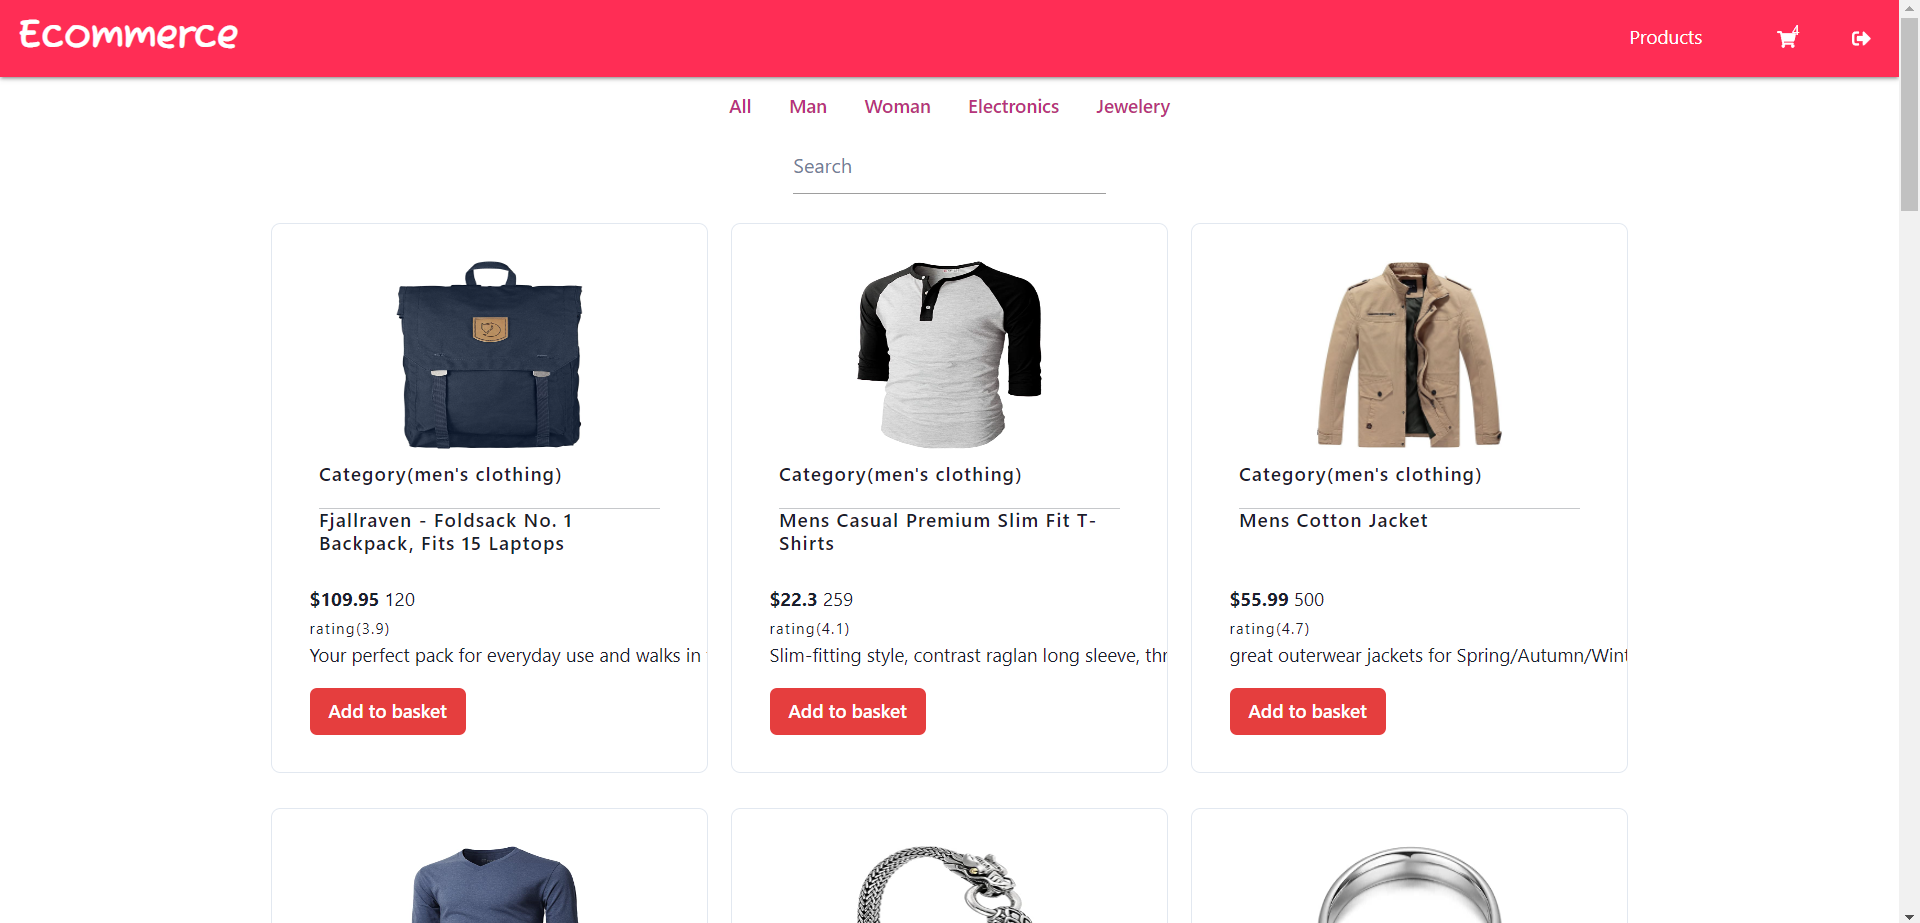 Ecommerce
Products
4
All Man Woman Electronics Jewelery
Search
Category(men's clothing)
Fjallraven - Foldsack No. 1
Backpack, Fits 15 Laptops
$109.95 120
rating(3.9)
Your perfect pack for everyday use and walks in
Add to basket
Category(men's clothing)
Mens Casual Premium Slim Fit T-
Shirts
$22.3 259
rating(4.1)
Slim-fitting style, contrast raglan long sleeve, thr
Add to basket
Category(men's clothing)
Mens Cotton Jacket
$55.99 500
rating(4.7)
great outerwear jackets for Spring/Autumn/Wint
Add to basket